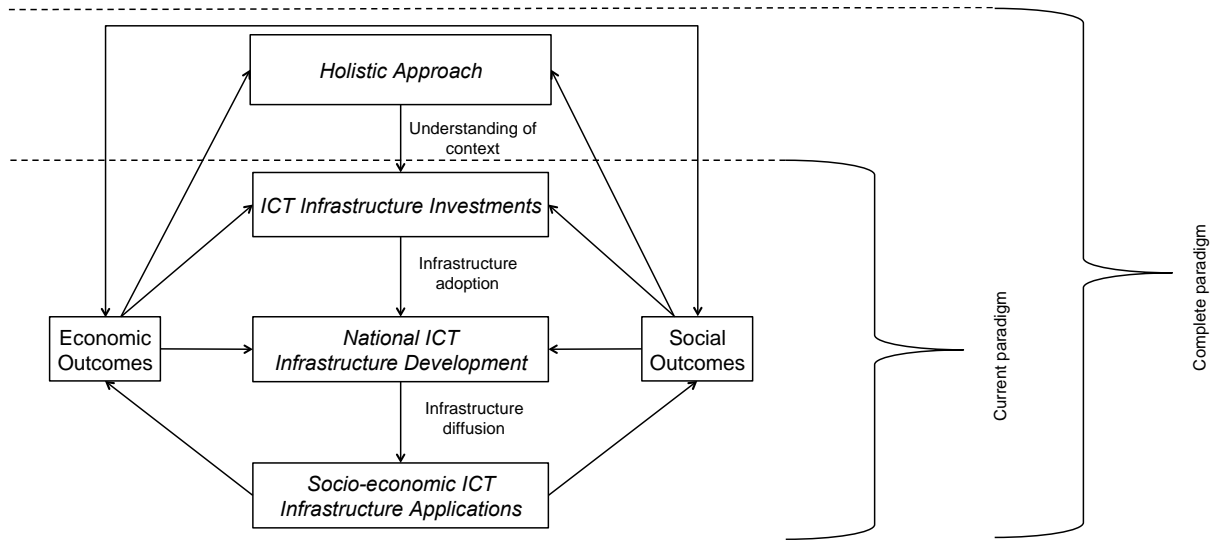 Holistic Approach
Understanding of
context
ICT Infrastructure Investments
Infrastructure
adoption
Economic
Outcomes
National ICT
Infrastructure Development
Social
Outcomes
Infrastructure
diffusion
Socio-economic ICT
Infrastructure Applications
Current paradigm
Complete paradigm